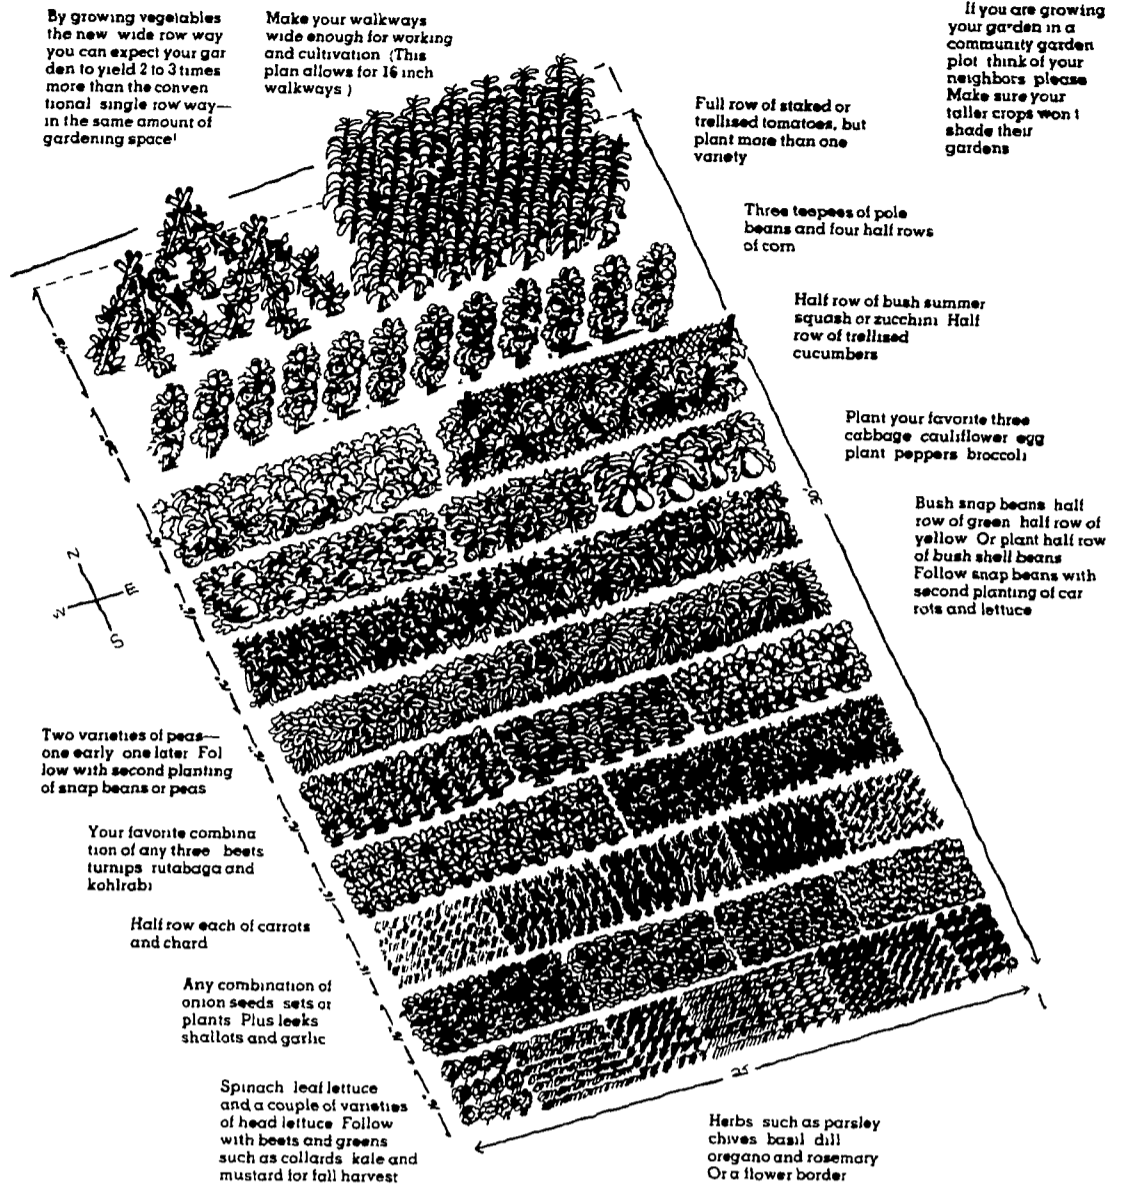 By growing vegetables
the new wide row way
you can expect your gar
den to yield 2 to 3 times
more than the conven
tional single row way—
in the same amount of
gardening space!
Make your walkways
wide enough for working
and cultivation (This
plan allows for 16 inch
walkways )
If you are growing
your garden in a
community garden
plot think of your
neighbors please
Make sure your
taller crops won t
shade their
gardens
Full row of staked or
trellised tomatoes, but
plant more than one
variety
Three teepees of pole
beans and four half rows
of corn
Half row of bush summer
squash or zucchini Half
row of trellised
cucumbers
Plant your favorite three
cabbage cauliflower egg
plant peppers broccoli
Bush snap beans half
row of green half row of
yellow Or plant half row
of bush shell beans
Follow snap beans with
second planting of car
rots and lettuce
N
E
W
S
30'
Two varieties of peas—
one early one later Fol
low with second planting
of snap beans or peas
Your favorite combina
tion of any three beets
turnips rutabaga and
kohlrabi
Half row each of carrots
and chard
Any combination of
onion seeds sets or
plants Plus leeks
shallots and garlic
Spinach leaf lettuce
and a couple of varieties
of head lettuce Follow
with beets and greens
such as collards kale and
mustard for fall harvest
25
Herbs such as parsley
chives basil dill
oregano and rosemary
Or a flower border